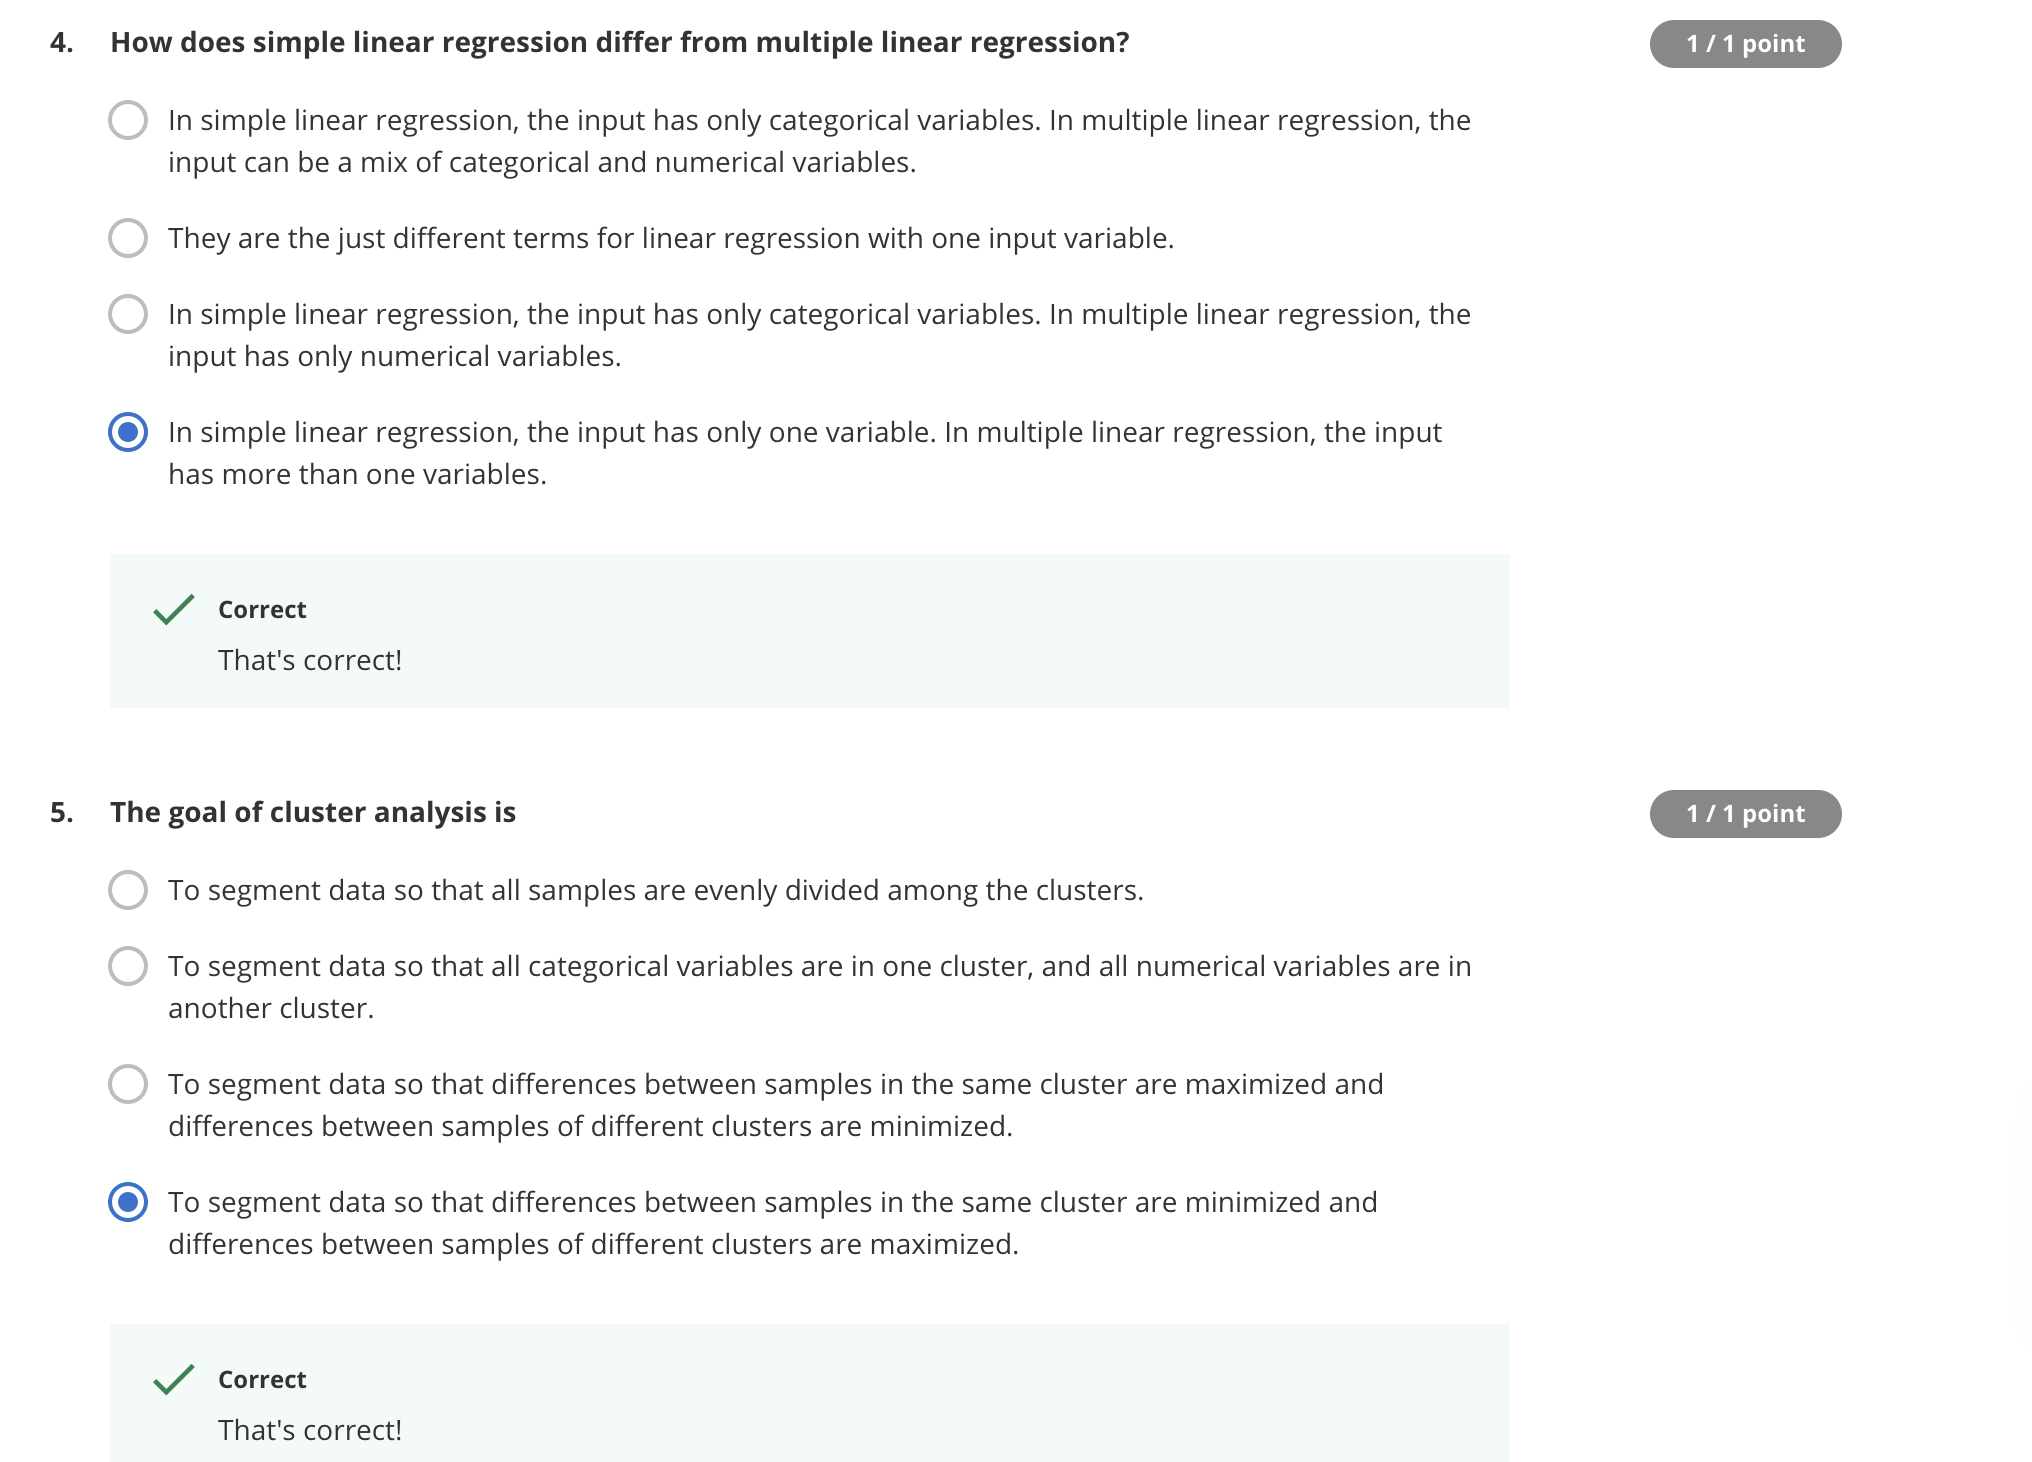 4. How does simple linear regression differ from multiple linear regression?
1 / 1 point
In simple linear regression, the input has only categorical variables. In multiple linear regression, the
input can be a mix of categorical and numerical variables.
They are the just different terms for linear regression with one input variable.
In simple linear regression, the input has only categorical variables. In multiple linear regression, the
input has only numerical variables.
In simple linear regression, the input has only one variable. In multiple linear regression, the input
has more than one variables.
Correct
That's correct!
5. The goal of cluster analysis is
1 / 1 point
To segment data so that all samples are evenly divided among the clusters.
To segment data so that all categorical variables are in one cluster, and all numerical variables are in
another cluster.
To segment data so that differences between samples in the same cluster are maximized and
differences between samples of different clusters are minimized.
To segment data so that differences between samples in the same cluster are minimized and
differences between samples of different clusters are maximized.
Correct
That's correct!